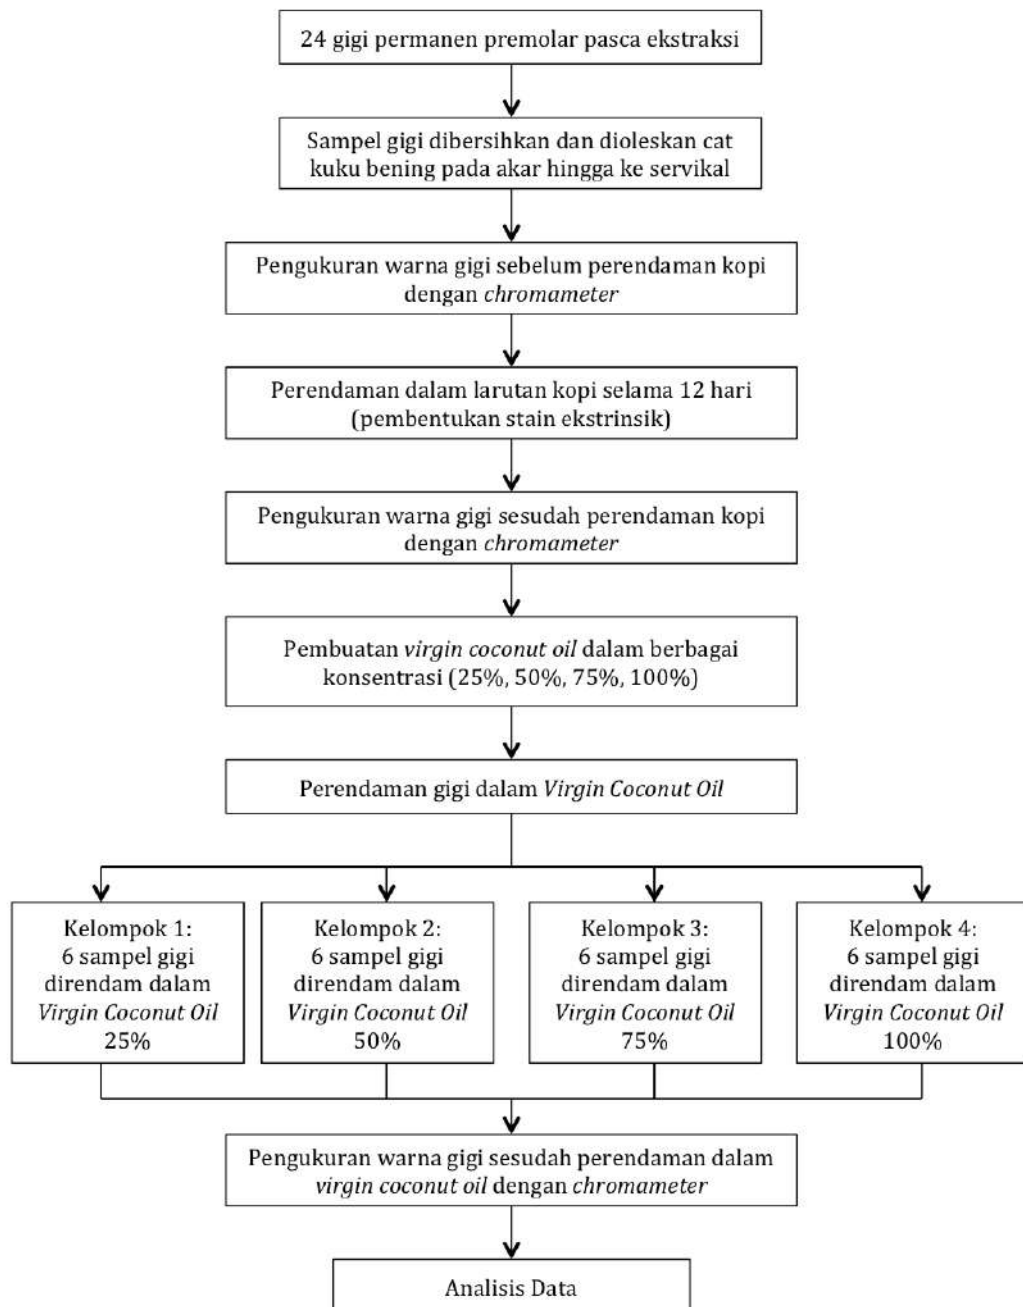 24 gigi permanen premolar pasca ekstraksi
Sampel gigi dibersihkan dan dioleskan cat
kuku bening pada akar hingga ke servikal
Pengukuran warna gigi sebelum perendaman kopi
dengan chromameter
Perendaman dalam larutan kopi selama 12 hari
(pembentukan stain ekstrinsik)
Pengukuran warna gigi sesudah perendaman kopi
dengan chromameter
Pembuatan virgin coconut oil dalam berbagai
konsentrasi (25%, 50%, 75%, 100%)
Perendaman gigi dalam Virgin Coconut Oil
Kelompok 1:
6 sampel gigi
direndam dalam
Virgin Coconut Oil
25%
Kelompok 2:
6 sampel gigi
direndam dalam
Virgin Coconut Oil
50%
Kelompok 3:
6 sampel gigi
direndam dalam
Virgin Coconut Oil
75%
Kelompok 4:
6 sampel gigi
direndam dalam
Virgin Coconut Oil
100%
Pengukuran warna gigi sesudah perendaman dalam
virgin coconut oil dengan chromameter
Analisis Data